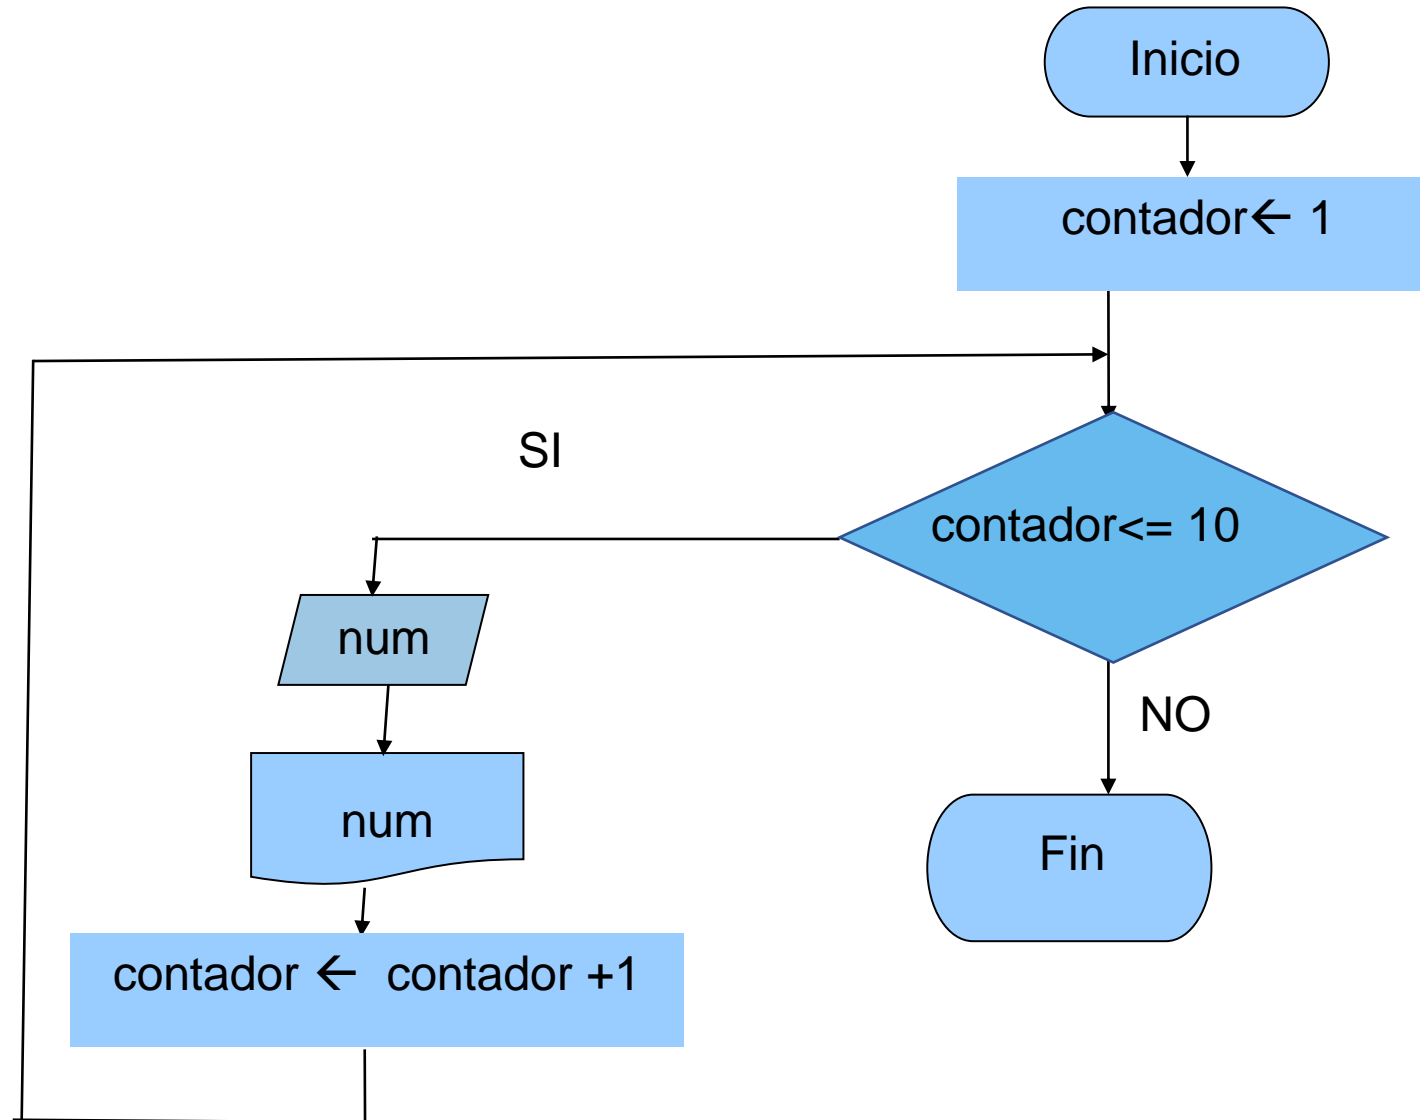 Inicio
contador← 1
SI
contador<= 10
num
NO
num
Fin
contador ← contador +1